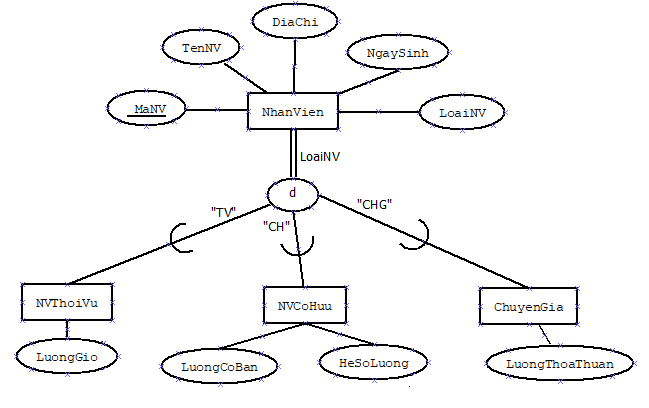 DiaChi
TenNV
NgaySinh
MaNV
NhanVien
LoaiNV
LoaiNV
d
"TV"
"CH"
"CHG"
NVThoiVu
NVCoHuu
ChuyenGia
LuongGio
LuongCoBan
HeSoLuong
LuongThoaThuan